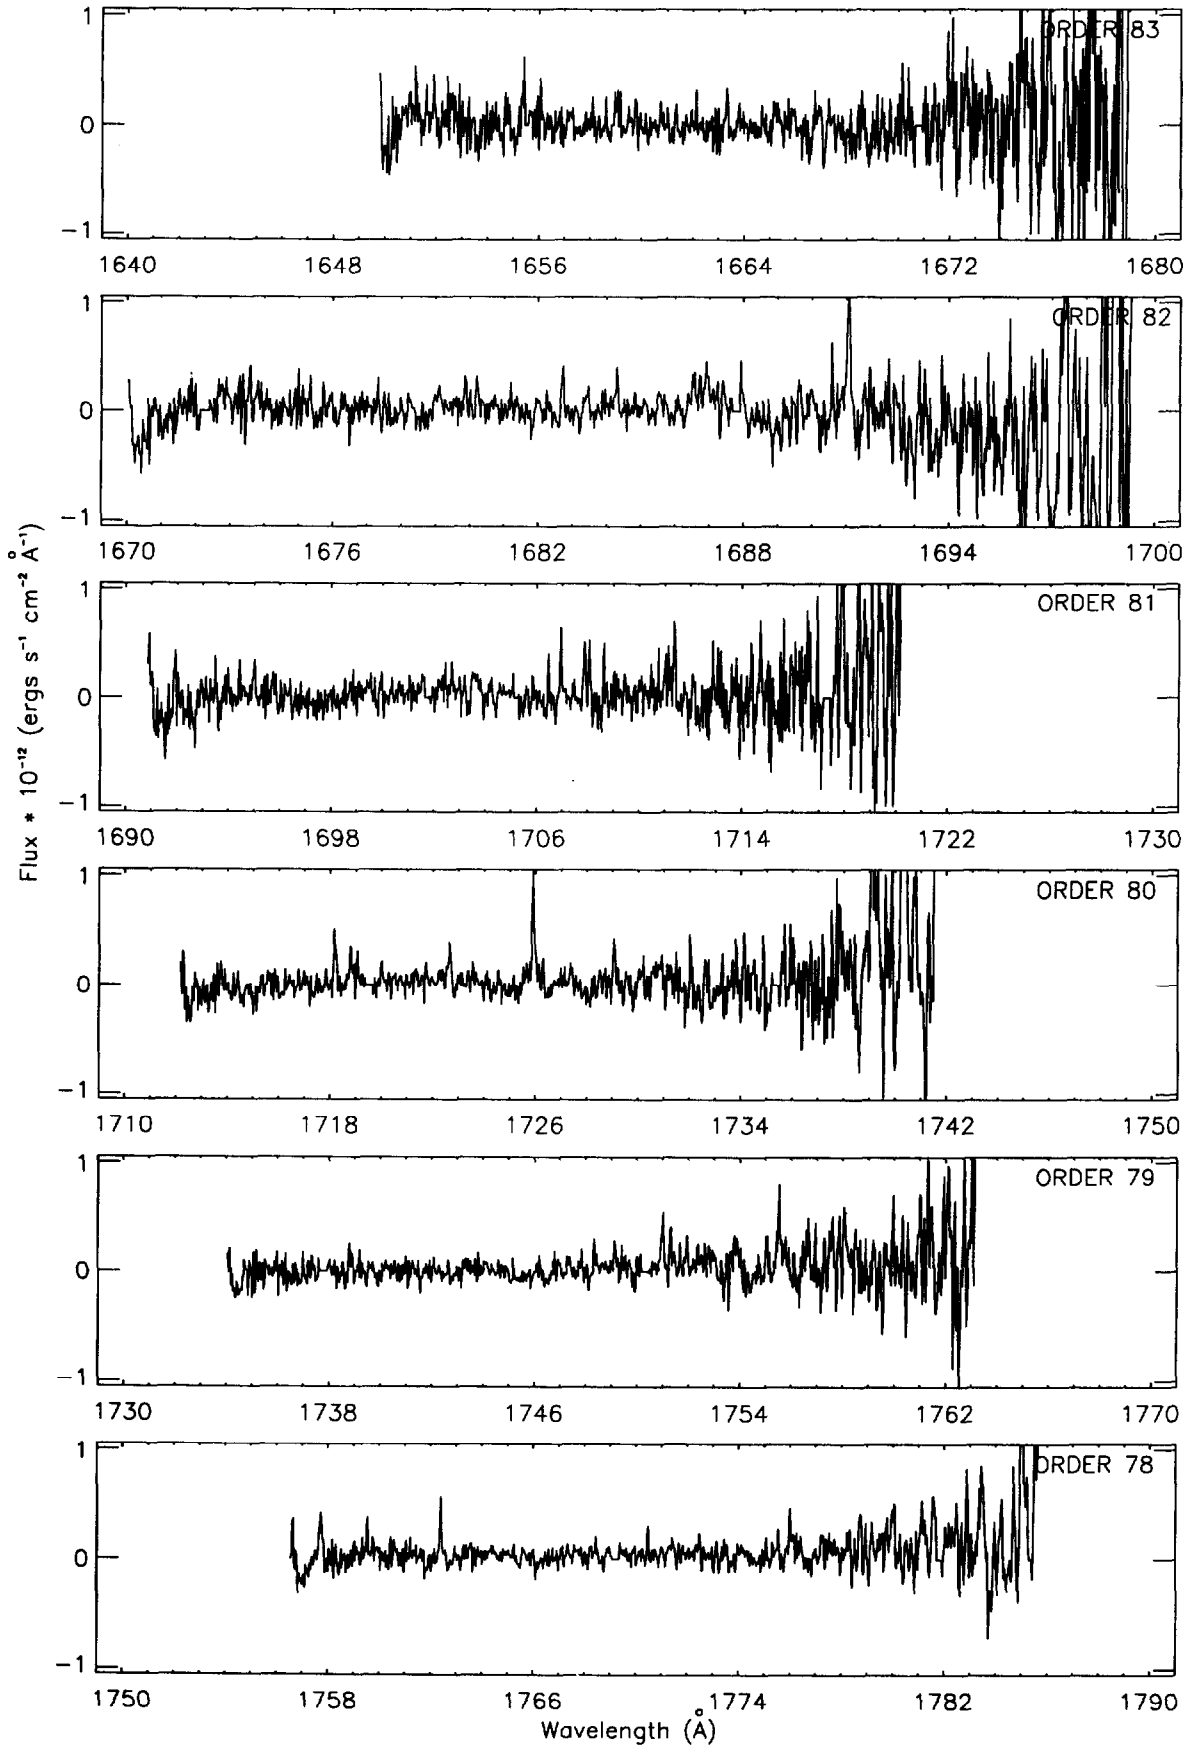 1
ORDER 83
0
−1
1640 1648 1656 1664 1672 1680
1
ORDER 82
0
−1
1670 1676 1682 1688 1694 1700
1
ORDER 81
0
−1
1690 1698 1706 1714 1722 1730
Flux * 10⁻¹² (ergs s⁻¹ cm⁻² Å⁻¹)
1
ORDER 80
0
−1
1710 1718 1726 1734 1742 1750
1
ORDER 79
0
−1
1730 1738 1746 1754 1762 1770
1
ORDER 78
0
−1
1750 1758 1766 1774 1782 1790
Wavelength (Å)